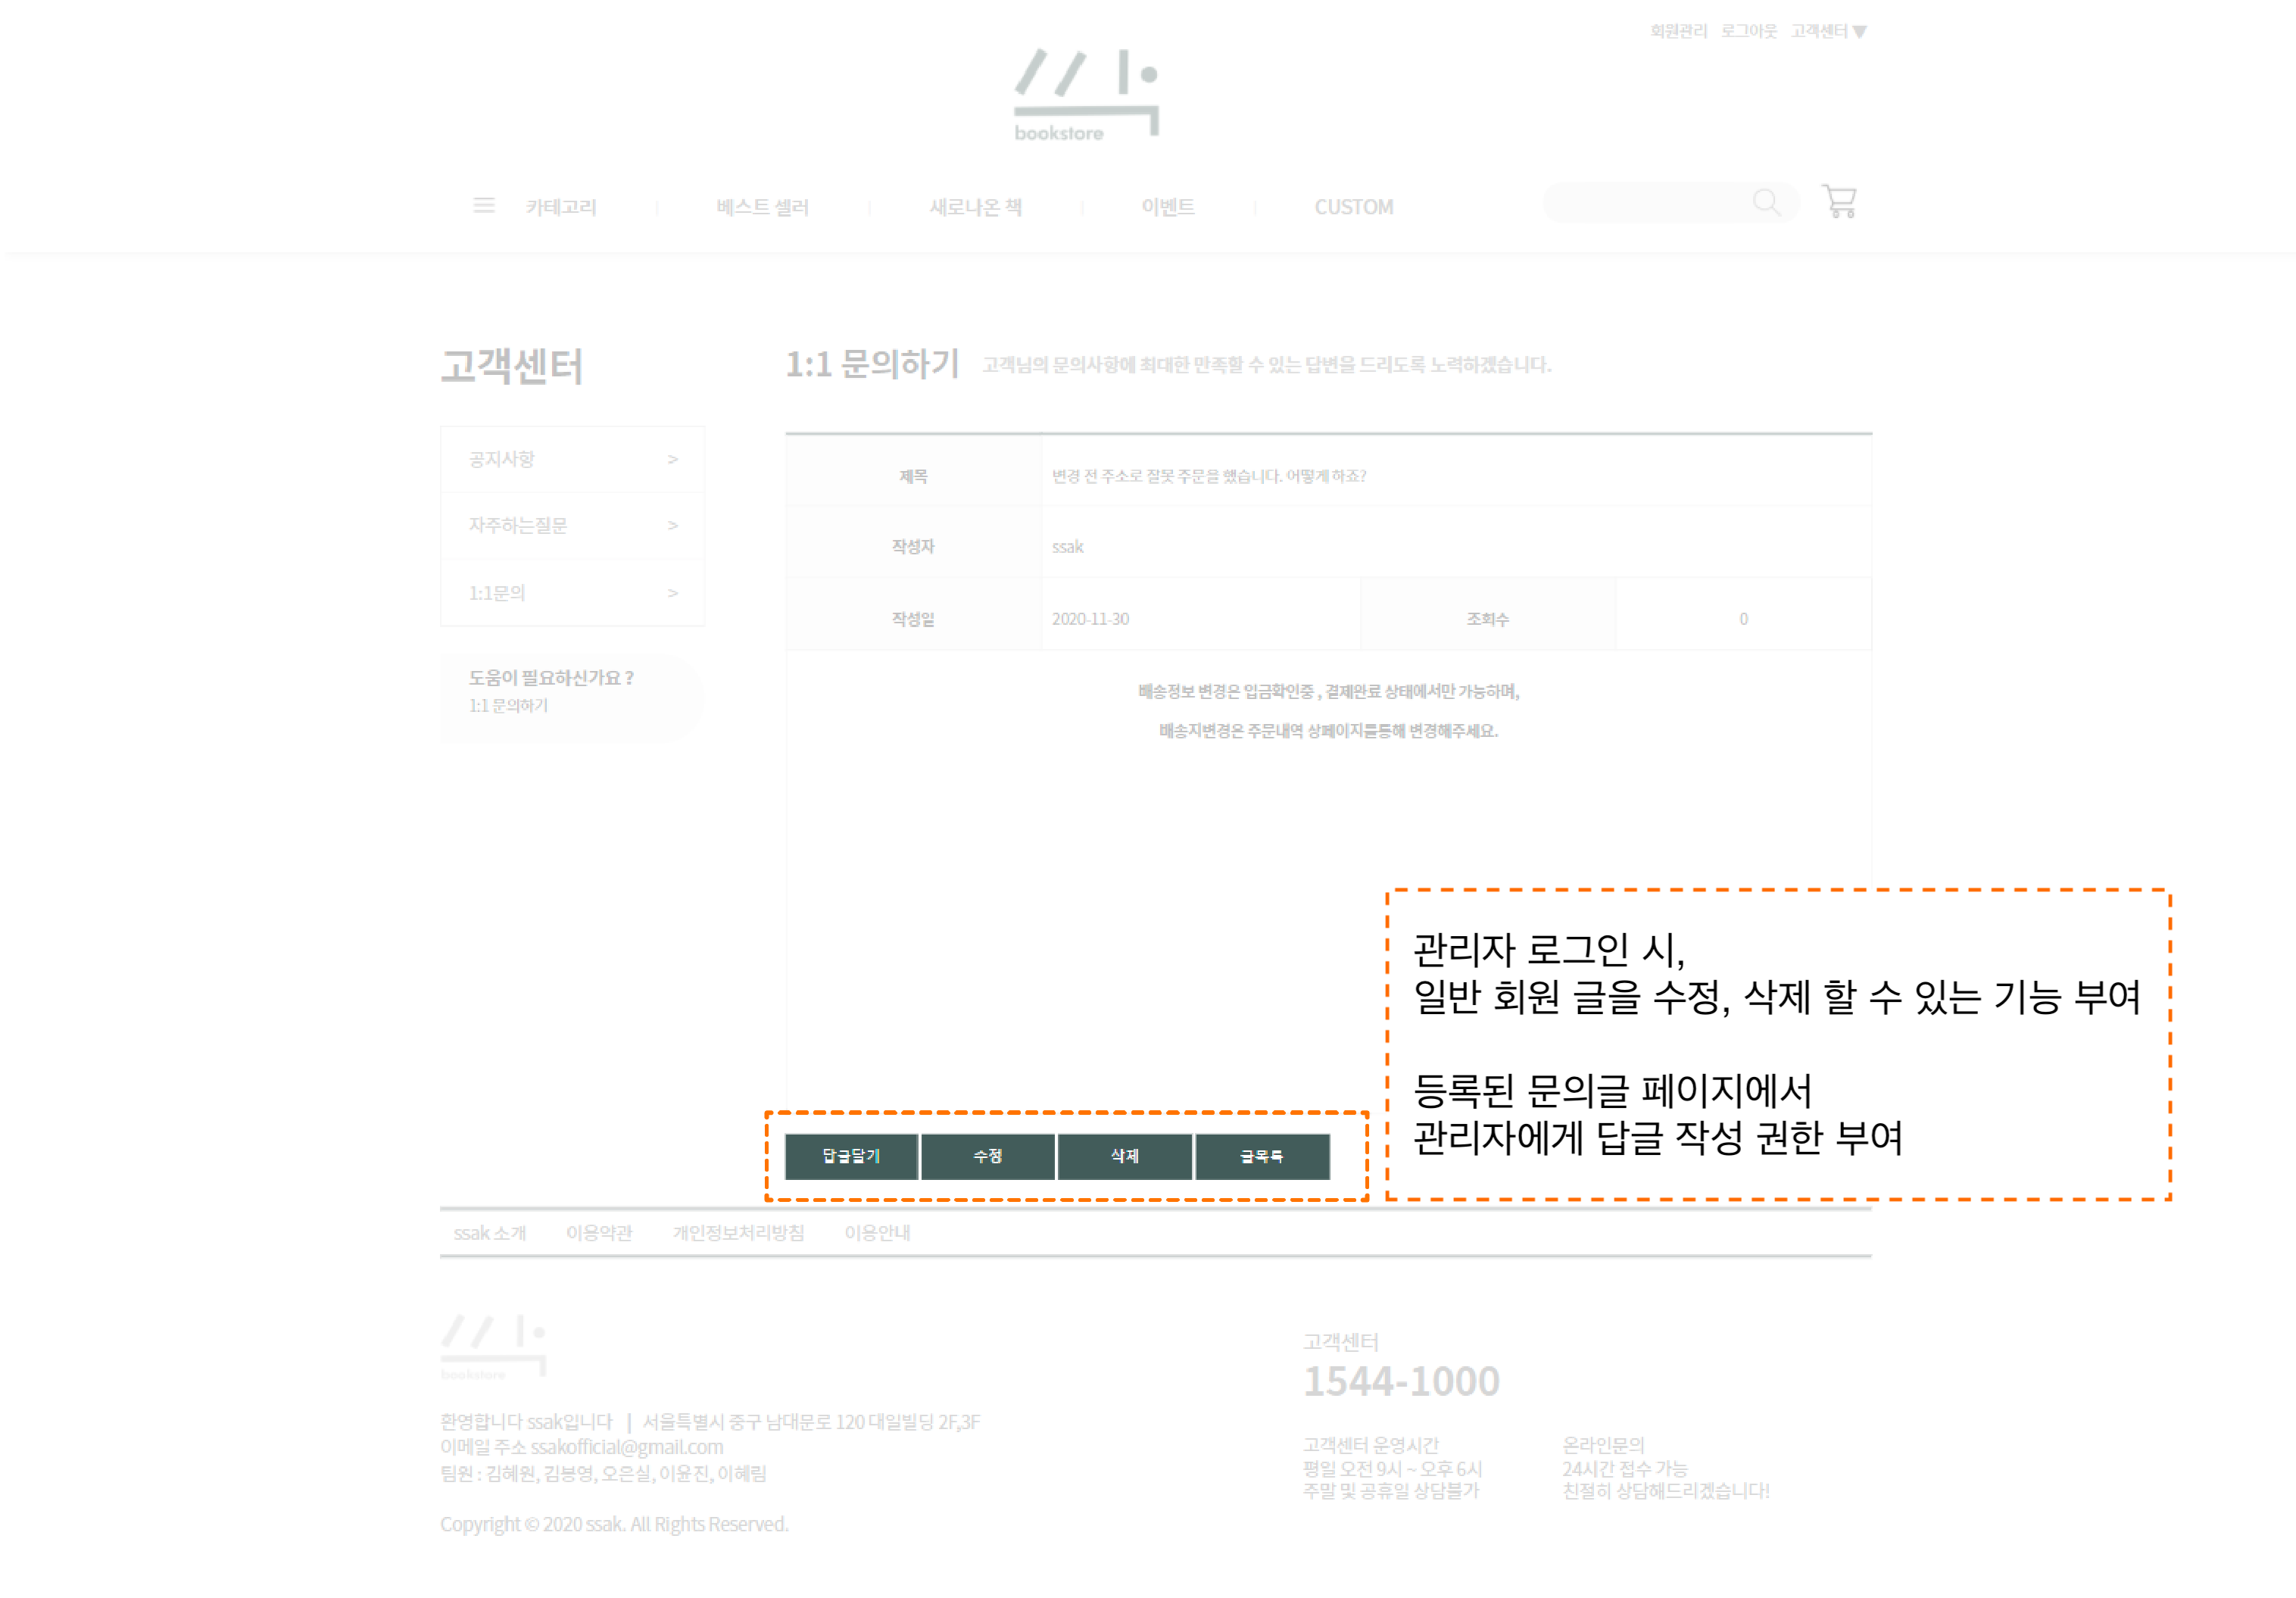 회원관리 로그아웃 고객센터 ▼
싹
bookstore
카테고리 베스트 셀러 새로나온 책 이벤트 CUSTOM
고객센터
공지사항 >
자주하는질문 >
1:1문의 >
도움이 필요하신가요 ?
1:1 문의하기
1:1 문의하기 고객님의 문의사항에 최대한 만족할 수 있는 답변을 드리도록 노력하겠습니다.
제목 변경 전 주소로 잘못 주문을 했습니다. 어떻게 하죠?
작성자 ssak
작성일 2020-11-30 조회수 0
배송정보 변경은 입금확인중 , 결제완료 상태에서만 가능하며,
배송지변경은 주문내역 상페이지를통해 변경해주세요.
관리자 로그인 시,
일반 회원 글을 수정, 삭제 할 수 있는 기능 부여
등록된 문의글 페이지에서
관리자에게 답글 작성 권한 부여
답글달기 수정 삭제 글목록
ssak 소개 이용약관 개인정보처리방침 이용안내
싹
bookstore
환영합니다 ssak입니다 | 서울특별시 중구 남대문로 120 대일빌딩 2F,3F
이메일 주소 ssakofficial@gmail.com
팀원 : 김혜원, 김봉영, 오은실, 이윤진, 이혜림
Copyright © 2020 ssak. All Rights Reserved.
고객센터
1544-1000
고객센터 운영시간
평일 오전 9시 ~ 오후 6시
주말 및 공휴일 상담불가
온라인문의
24시간 접수 가능
친절히 상담해드리겠습니다!